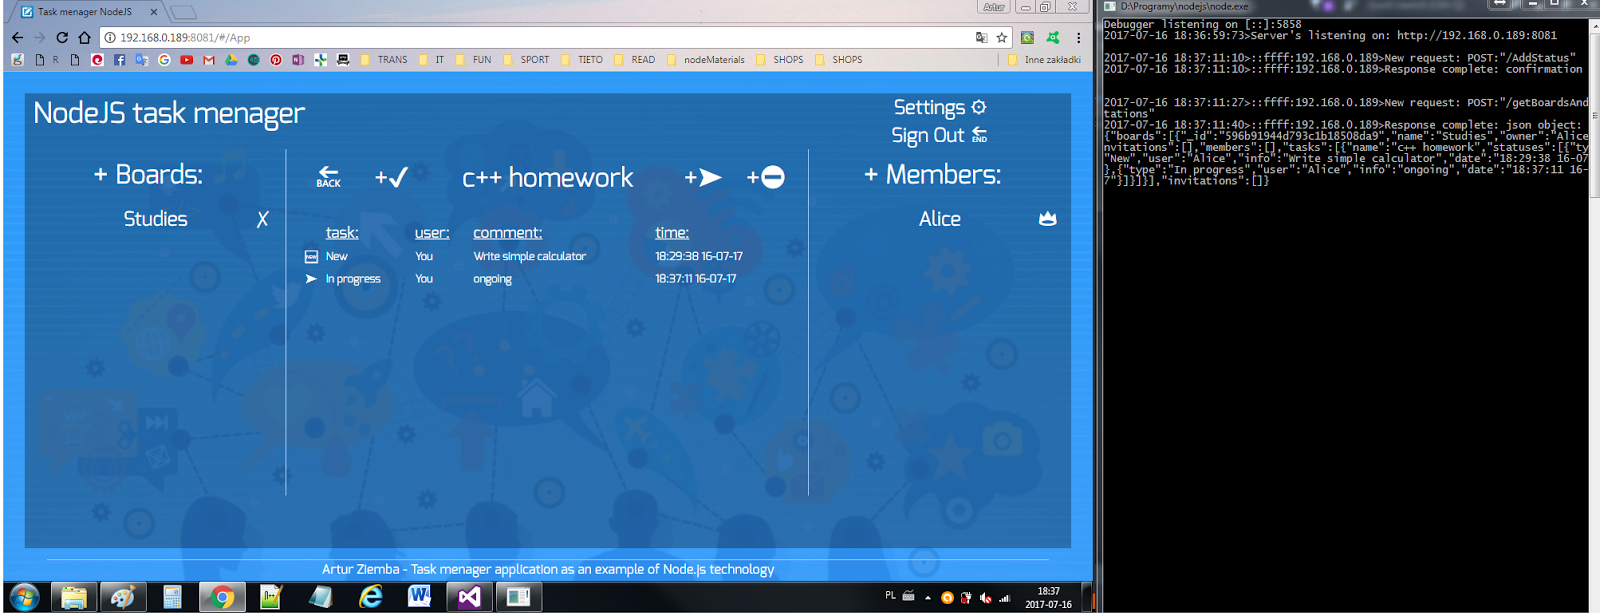 Task menager NodeJS
Artur
192.168.0.189:8081/#/App
R
TRANS
IT
FUN
SPORT
TIETO
READ
nodeMaterials
SHOPS
SHOPS
Inne zakładki
NodeJS task menager
Settings
Sign Out
END
+ Boards:
BACK
+
c++ homework
+
+
+ Members:
Studies
X
Alice
task:
user:
comment:
time:
NEW
New
You
Write simple calculator
18:29:38 16-07-17
In progress
You
ongoing
18:37:11 16-07-17
Artur Ziemba - Task menager application as an example of Node.js technology
PL
18:37
2017-07-16
D:\Programy\nodejs\node.exe
Debugger listening on [::]:5858
2017-07-16 18:36:59:73>Server's listening on: http://192.168.0.189:8081
2017-07-16 18:37:11:10>::ffff:192.168.0.189>New request: POST:"/AddStatus"
2017-07-16 18:37:11:10>::ffff:192.168.0.189>Response complete: confirmation
2017-07-16 18:37:11:27>::ffff:192.168.0.189>New request: POST:"/getBoardsAnd
tations"
2017-07-16 18:37:11:40>::ffff:192.168.0.189>Response complete: json object:
{"boards":[{"_id":"596b91944d793c1b18508da9","name":"Studies","owner":"Alice
nvitations":[],"members":[],"tasks":[{"name":"c++ homework","statuses":[{"ty
"New","user":"Alice","info":"Write simple calculator","date":"18:29:38 16-07
},{"type":"In progress","user":"Alice","info":"ongoing","date":"18:37:11 16-
7"}]}]}],"invitations":[]}